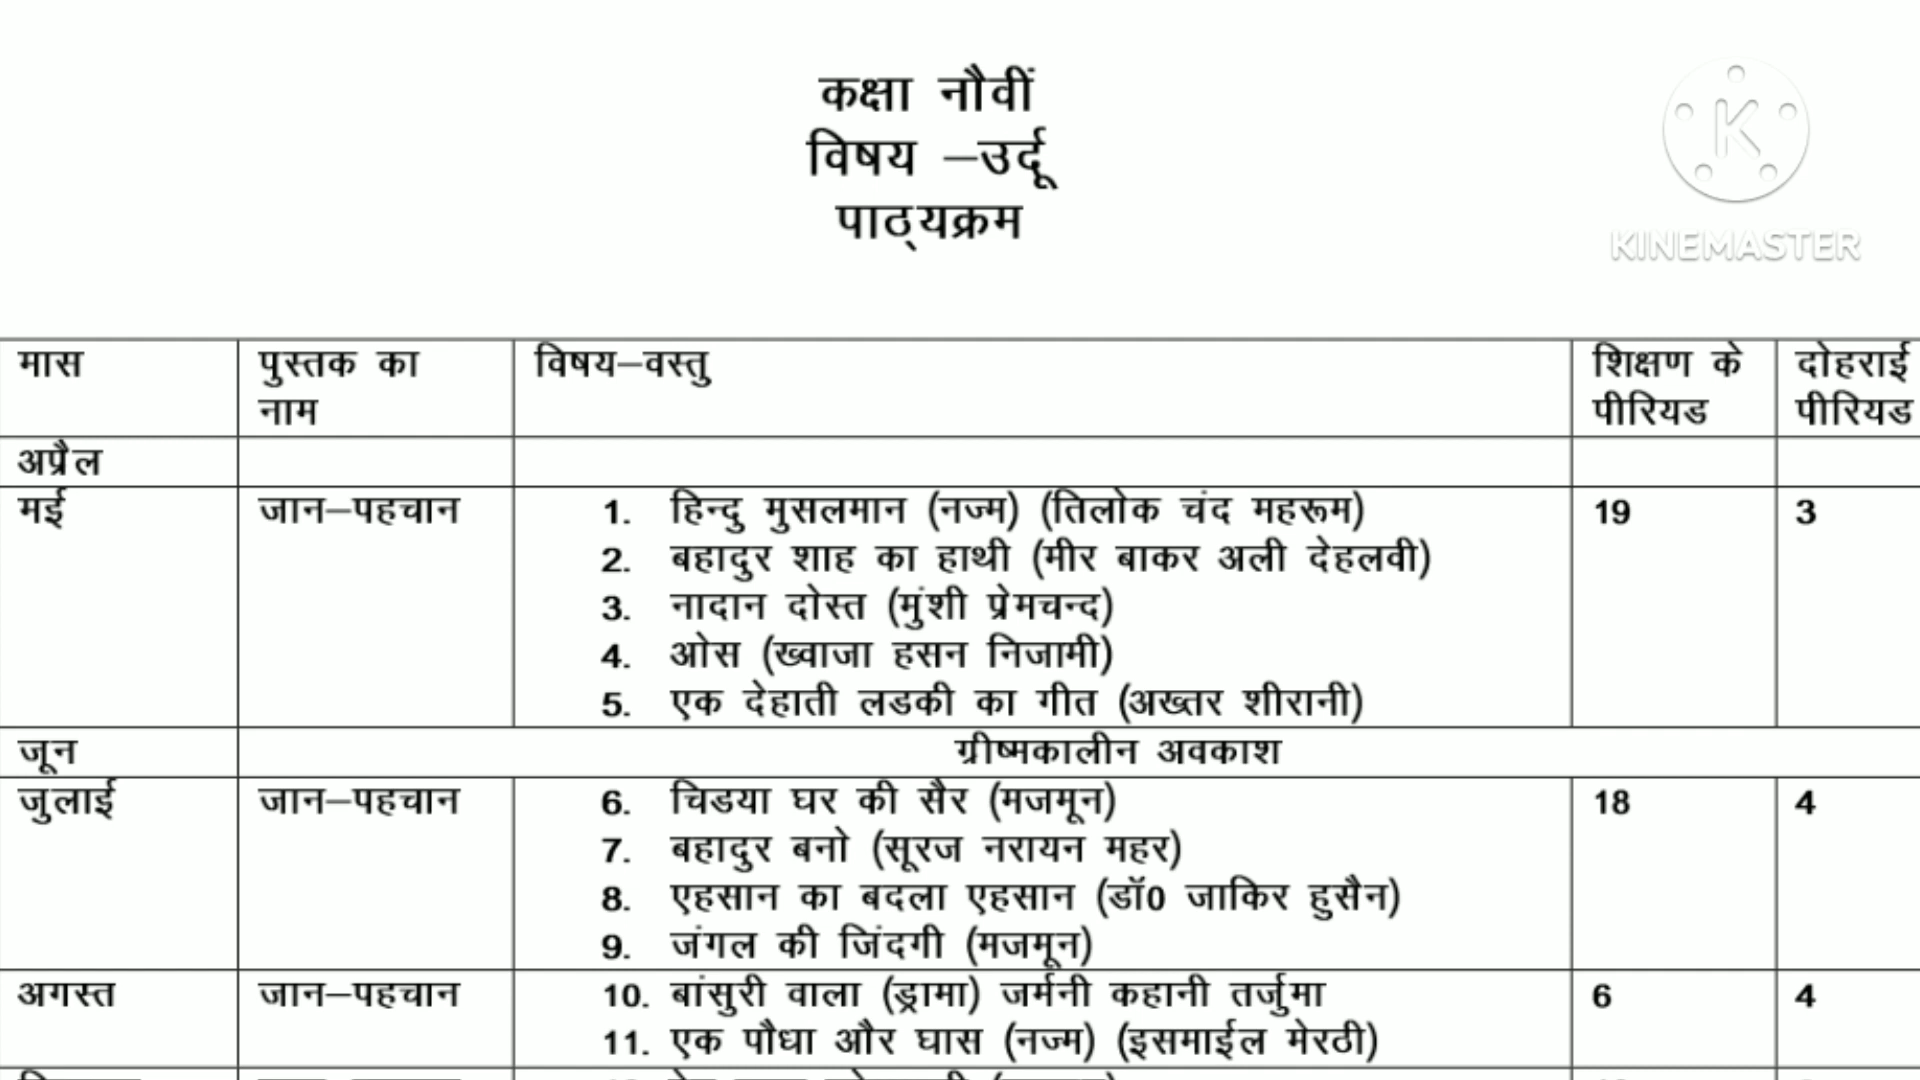 कक्षा नौवीं
विषय –उर्दू
पाठ्यक्रम
KINEMASTER
मास पुस्तक का नाम विषय–वस्तु शिक्षण के पीरियड दोहराई पीरियड
अप्रैल
मई जान–पहचान 1. हिन्दु मुसलमान (नज्म) (तिलोक चंद महरूम) 19 3
2. बहादुर शाह का हाथी (मीर बाकर अली देहलवी)
3. नादान दोस्त (मुंशी प्रेमचन्द)
4. ओस (ख्वाजा हसन निजामी)
5. एक देहाती लडकी का गीत (अख्तर शीरानी)
जून ग्रीष्मकालीन अवकाश
जुलाई जान–पहचान 6. चिडया घर की सैर (मजमून) 18 4
7. बहादुर बनो (सूरज नरायन महर)
8. एहसान का बदला एहसान (डॉ0 जाकिर हुसैन)
9. जंगल की जिंदगी (मजमून)
अगस्त जान–पहचान 10. बांसुरी वाला (ड्रामा) जर्मनी कहानी तर्जुमा 6 4
11. एक पौधा और घास (नज्म) (इसमाईल मेरठी)